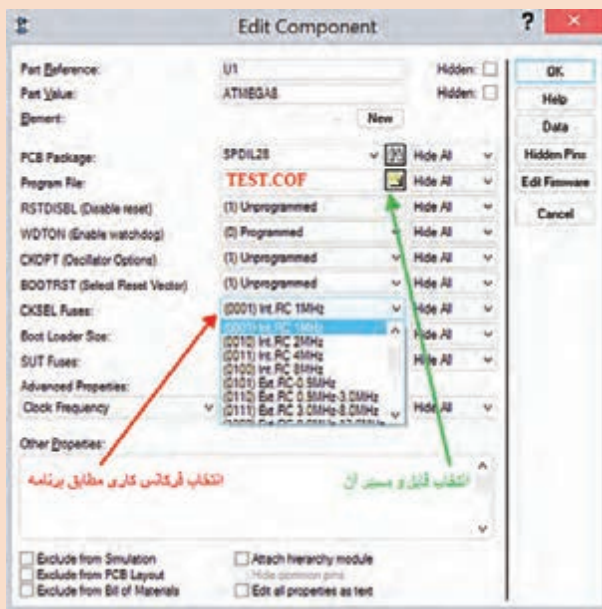 Edit Component
? ×
Part Reference: U1 Hidden:
Part Value: ATMEGA8 Hidden:
Element: New
PCB Package: SPDIL28 Hide All
Program File: TEST.COF Hide All
RSTDISBL (Disable reset) (1) Unprogrammed Hide All
WDTON (Enable watchdog) (0) Programmed Hide All
CKOPT (Oscillator Options) (1) Unprogrammed Hide All
BOOTRST (Select Reset Vector) (1) Unprogrammed Hide All
CKSEL Fuses: (0001) Int.RC 1MHz Hide All
(0001) Int.RC 1MHz
(0010) Int.RC 2MHz
(0011) Int.RC 4MHz
(0100) Int.RC 8MHz
(0101) Ext.RC-0.9MHz
(0110) Ext.RC 0.9MHz-3.0MHz
(0111) Ext.RC 3.0MHz-8.0MHz
Boot Loader Size: Hide All
SUT Fuses: Hide All
Advanced Properties:
Clock Frequency Hide All
Other Properties:
انتخاب فرکانس کاری مطابق برنامه
انتخاب فایل و مسیر آن
Exclude from Simulation
Exclude from PCB Layout
Exclude from Bill of Materials
Attach hierarchy module
Hide common pins
Edit all properties as text
OK
Help
Data
Hidden Pins
Edit Firmware
Cancel